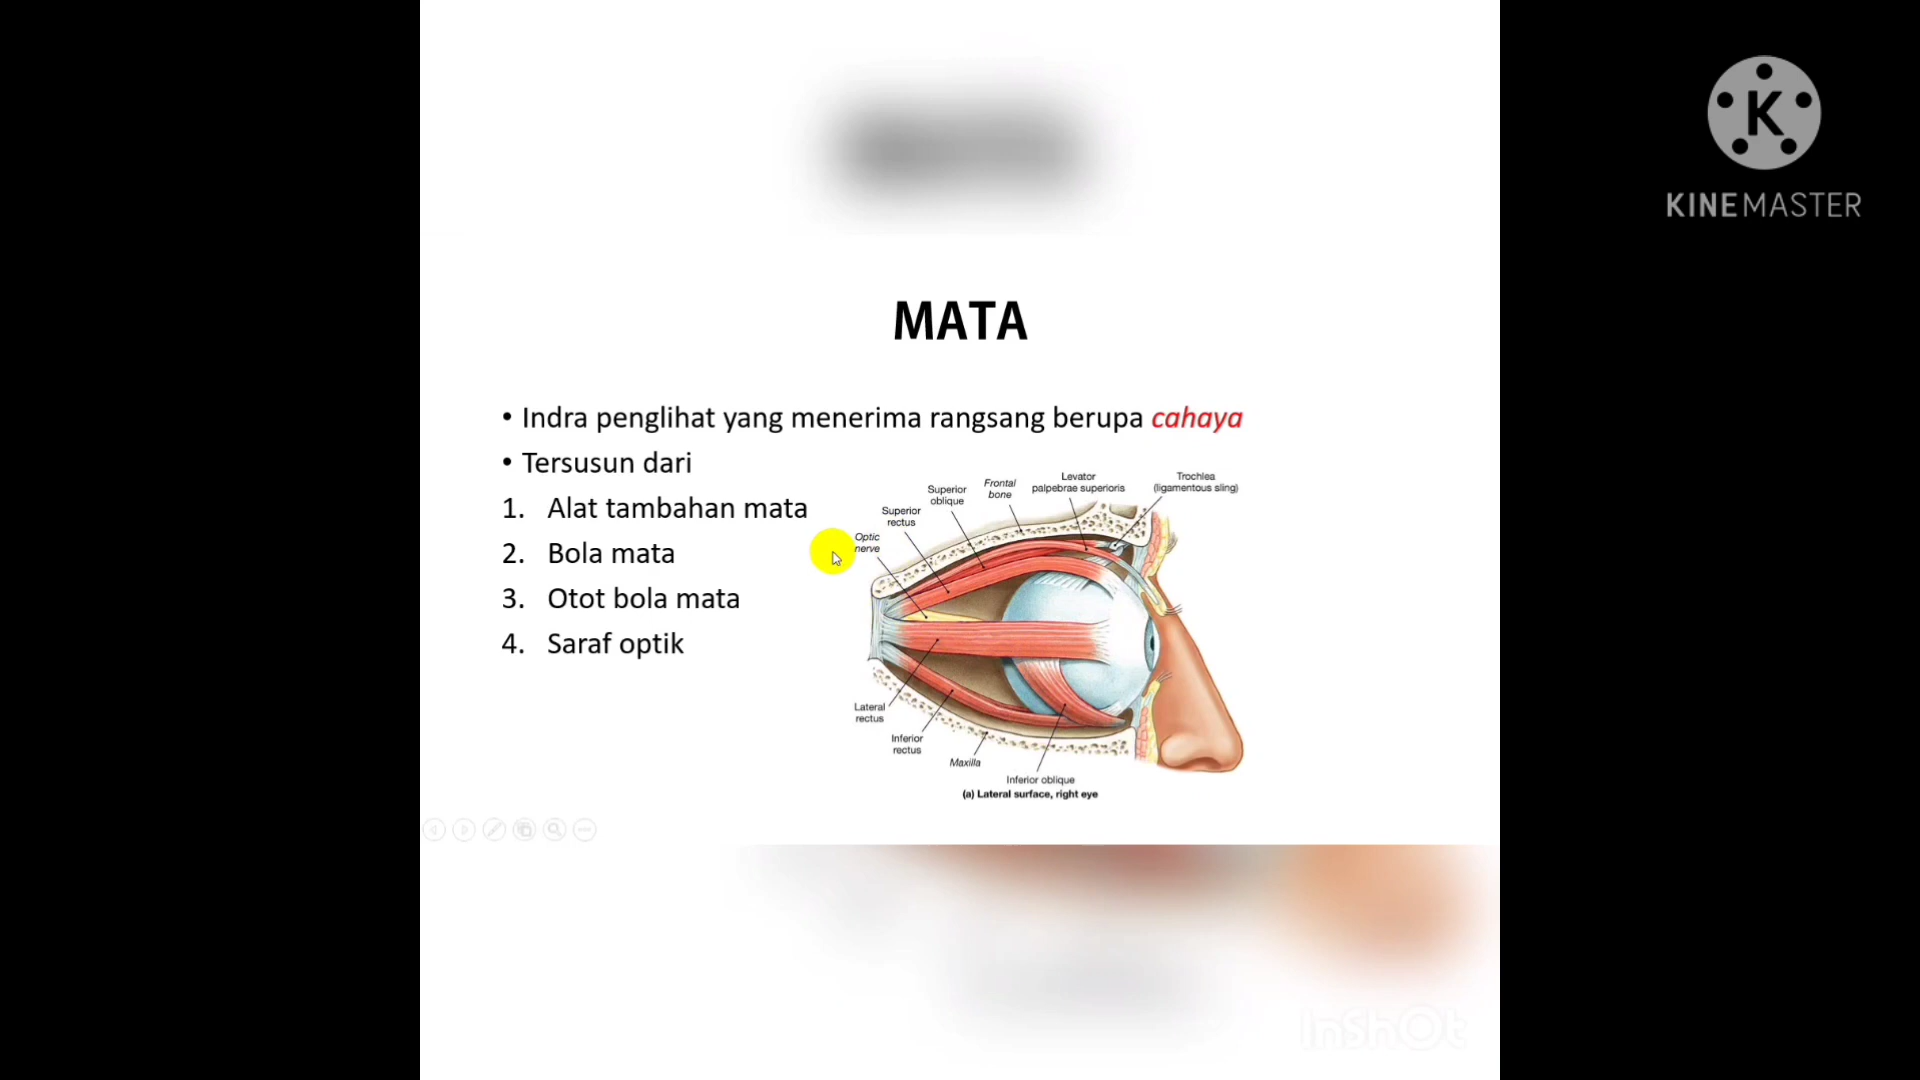 K
KINEMASTER
MATA
• Indra penglihat yang menerima rangsang berupa cahaya
• Tersusun dari
1. Alat tambahan mata
2. Bola mata
3. Otot bola mata
4. Saraf optik
Optic
nerve
Superior
rectus
Superior
oblique
Frontal
bone
Levator
palpebrae superioris
Trochlea
(ligamentous sling)
Lateral
rectus
Inferior
rectus
Maxilla
Inferior oblique
(a) Lateral surface, right eye
InShOt